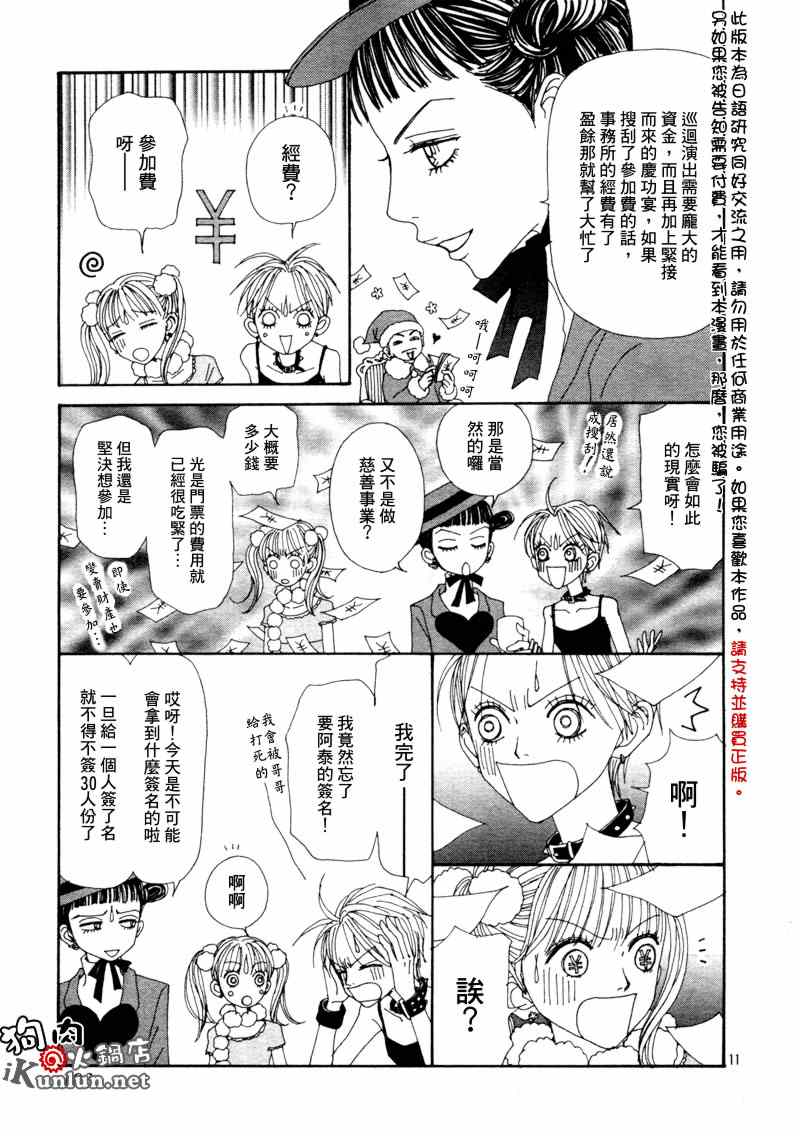 巡迴演出需要龐大的
資金，而且再加上緊接
而來的慶功宴，如果
搜刮了參加費的話，
事務所的經費有了
盈餘那就幫了大忙了
哦—呵呵呵
經費？
參加費
呀——
怎麼會如此
的現實呀！
居然還說
成搜刮！
那是當
然的囉
又不是做
慈善事業？
大概要
多少錢
光是門票的費用就
已經很吃緊了…
但我還是
堅決想參加…
即使
變賣財產也
要參加…
啊！
誒？
我完了——
我竟然忘了
要阿泰的簽名！
我會被哥哥
給打死的
啊
啊
哎呀！今天是不可能
會拿到什麼簽名的啦
一旦給一個人簽了名
就不得不簽30人份了
11
此版本為日語研究同好交流之用，請勿用於任何商業用途。如果您喜歡本作品，請支持並購買正版。
另如果您被告知需要付費，才能看到本漫畫，那麼，您被騙了！
狗肉
火鍋店
iKunlun.net